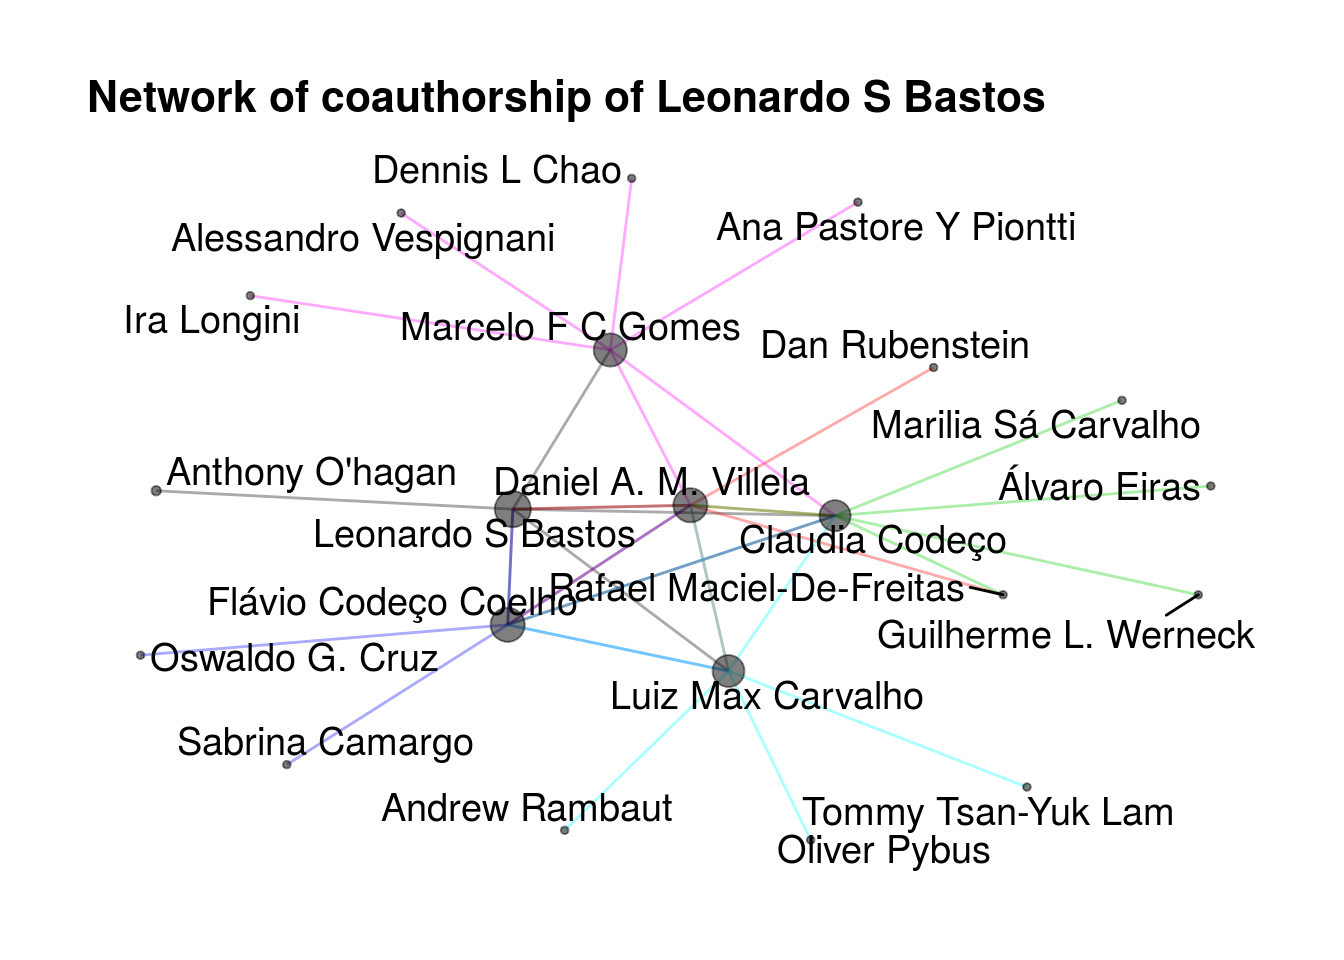 Network of coauthorship of Leonardo S Bastos
Dennis L Chao
Ana Pastore Y Piontti
Alessandro Vespignani
Ira Longini
Marcelo F C Gomes
Dan Rubenstein
Marilia Sá Carvalho
Anthony O'hagan
Daniel A. M. Villela
Álvaro Eiras
Leonardo S Bastos
Claudia Codeço
Rafael Maciel-De-Freitas
Flávio Codeço Coelho
Guilherme L. Werneck
Oswaldo G. Cruz
Luiz Max Carvalho
Sabrina Camargo
Andrew Rambaut
Tommy Tsan-Yuk Lam
Oliver Pybus